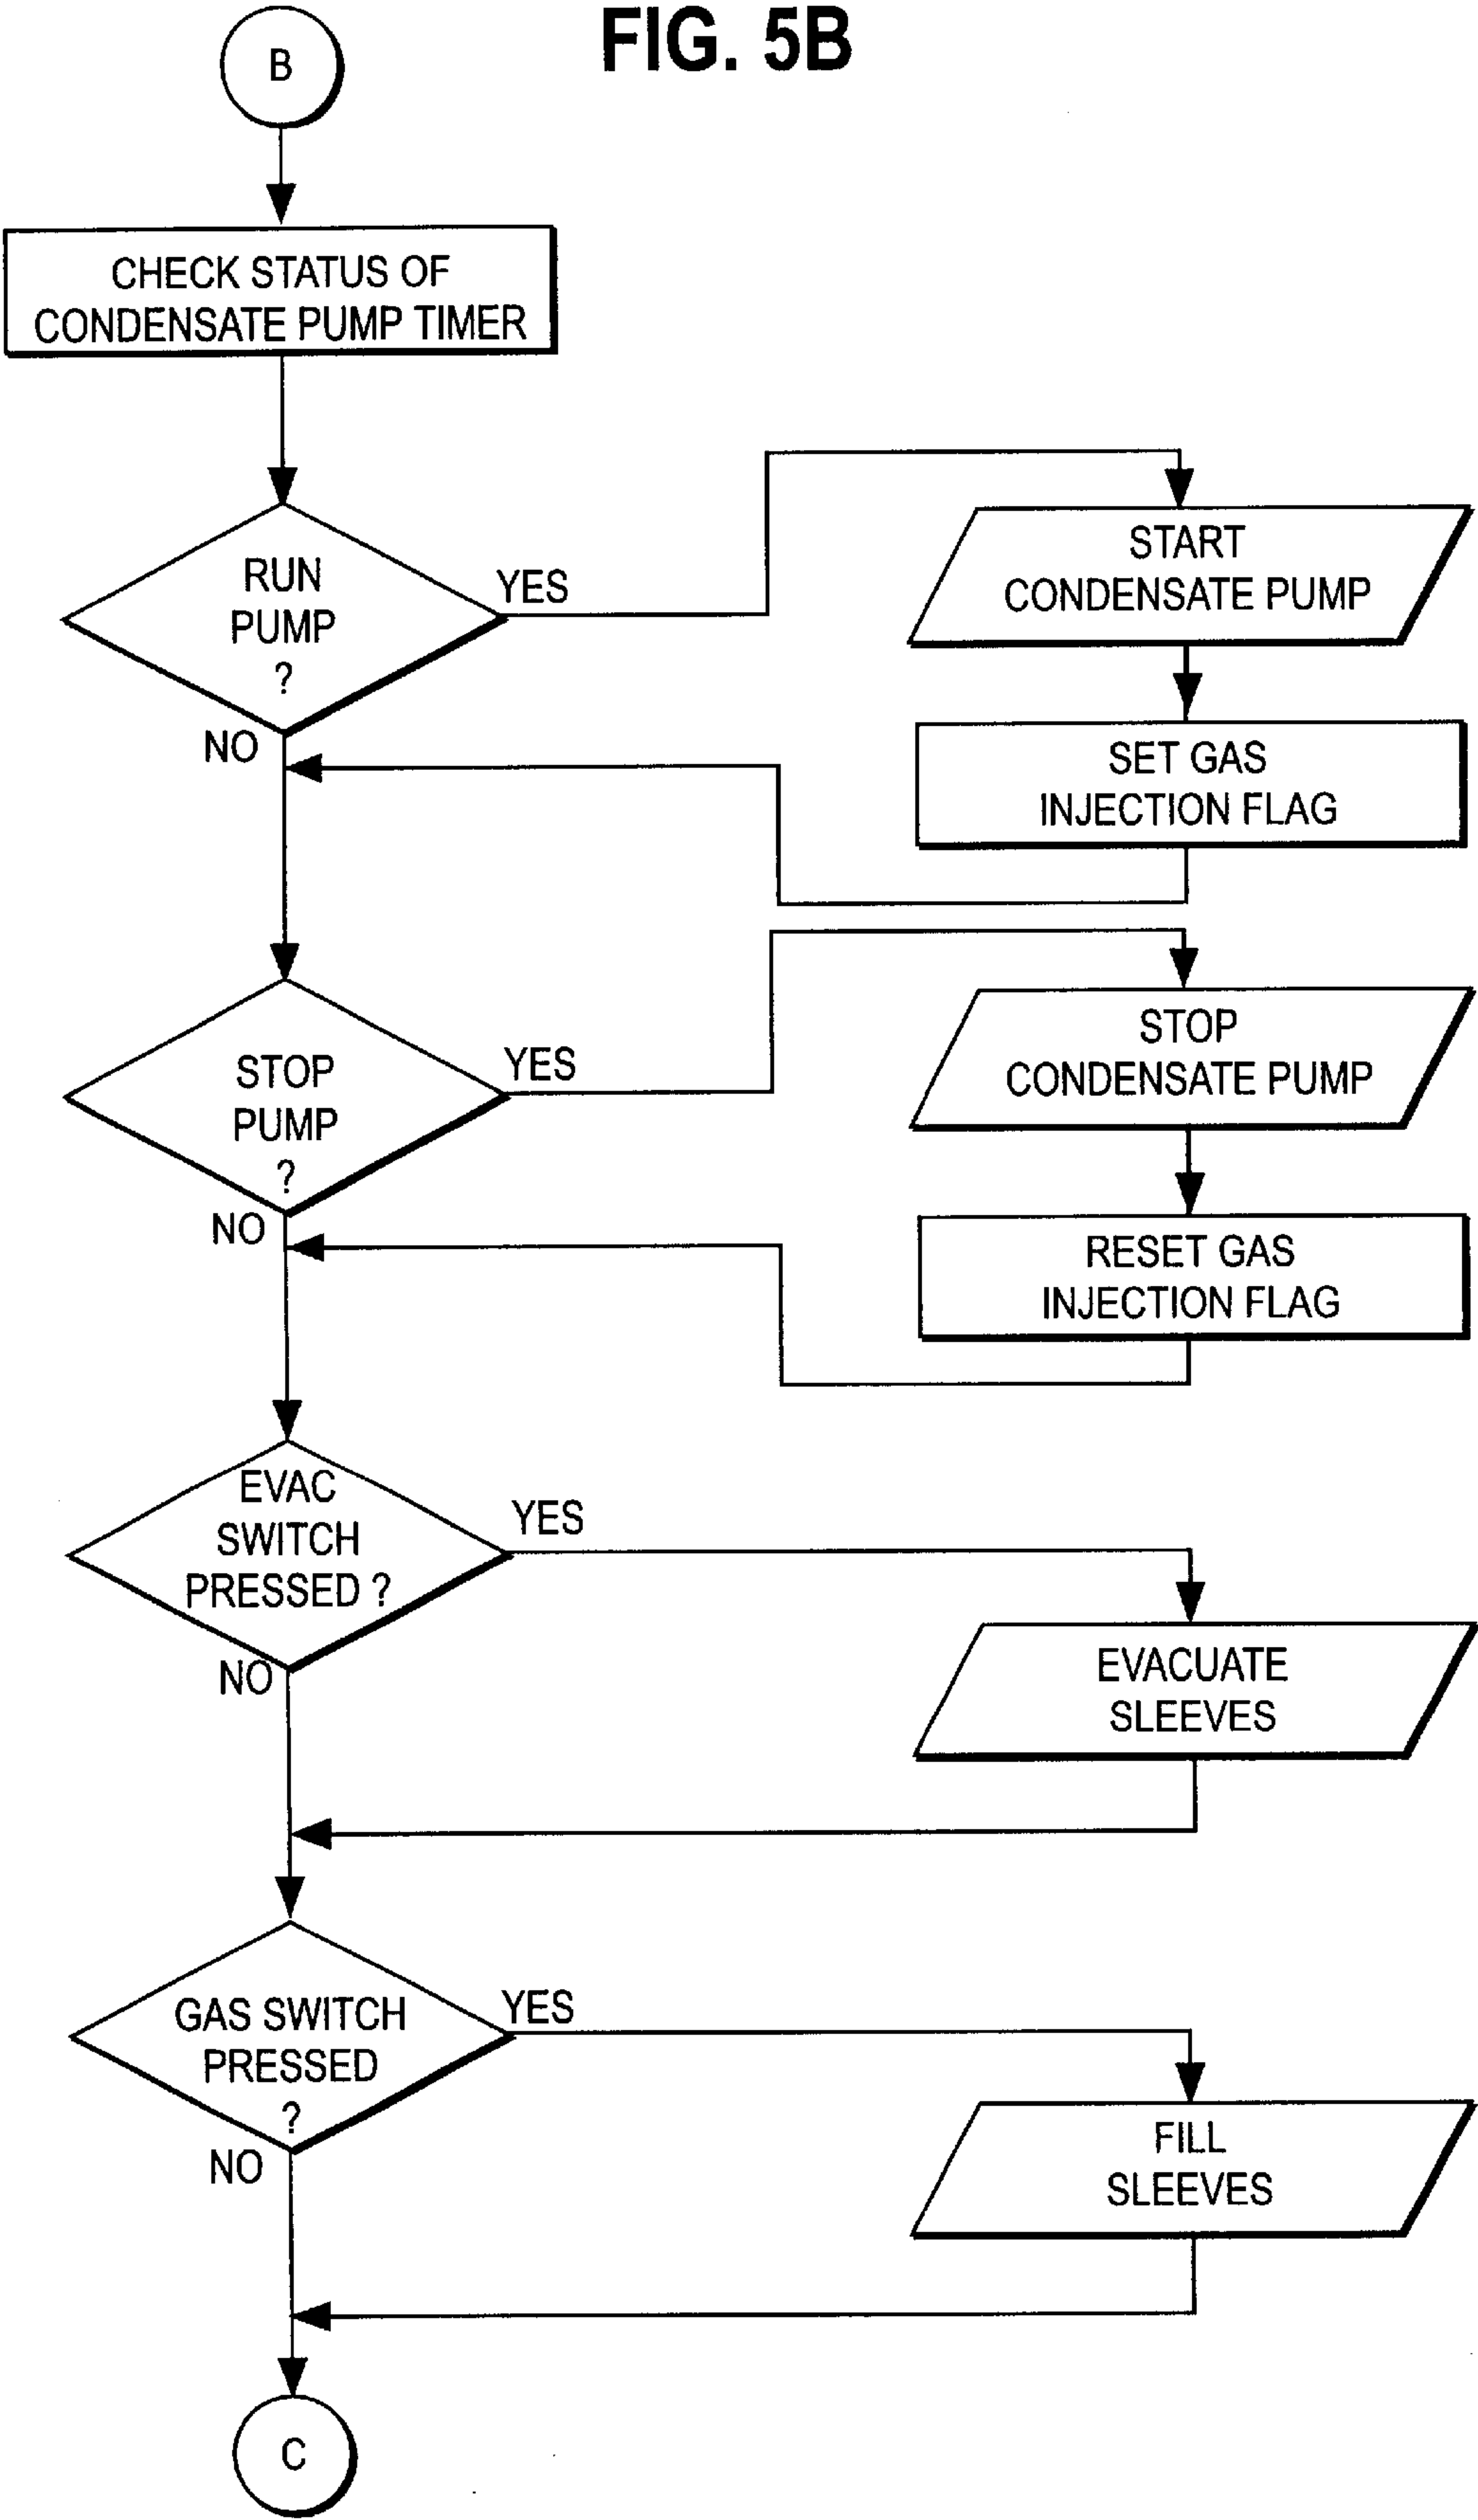 FIG. 5B
B
CHECK STATUS OF
CONDENSATE PUMP TIMER
RUN
PUMP
?
YES
NO
START
CONDENSATE PUMP
SET GAS
INJECTION FLAG
STOP
PUMP
?
YES
NO
STOP
CONDENSATE PUMP
RESET GAS
INJECTION FLAG
EVAC
SWITCH
PRESSED ?
YES
NO
EVACUATE
SLEEVES
GAS SWITCH
PRESSED
?
YES
NO
FILL
SLEEVES
C